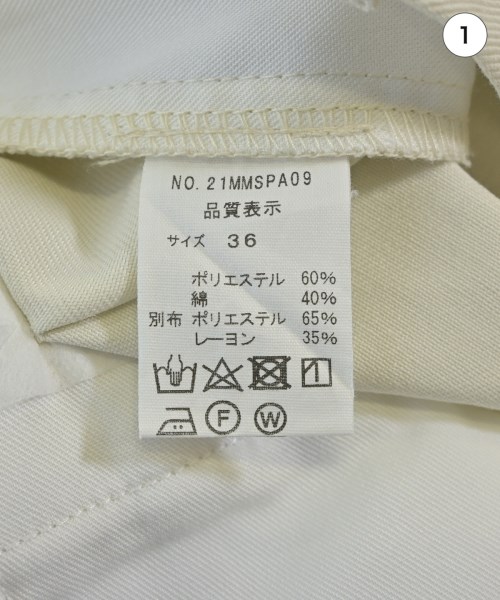 1
NO. 21MMSPA09
品質表示
サイズ 36
ポリエステル 60%
綿 40%
別布 ポリエステル 65%
レーヨン 35%
F W